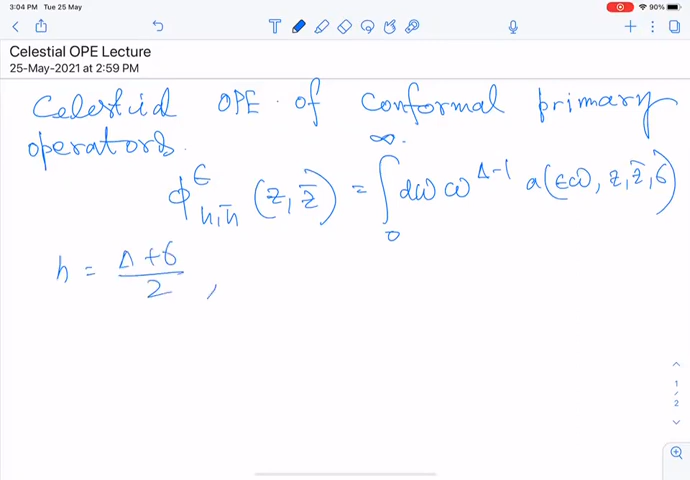 3:04 PM Tue 25 May
90%
Celestial OPE Lecture
25-May-2021 at 2:59 PM
Celestial OPE of conformal primary
operators.
ϕ^ϵ_{h,h̄} (z, z̄) = ∫_0^∞ dω ω^{Δ-1} a(ϵω, z, z̄, σ)
h = (Δ+σ)/2 ,
1
/
2